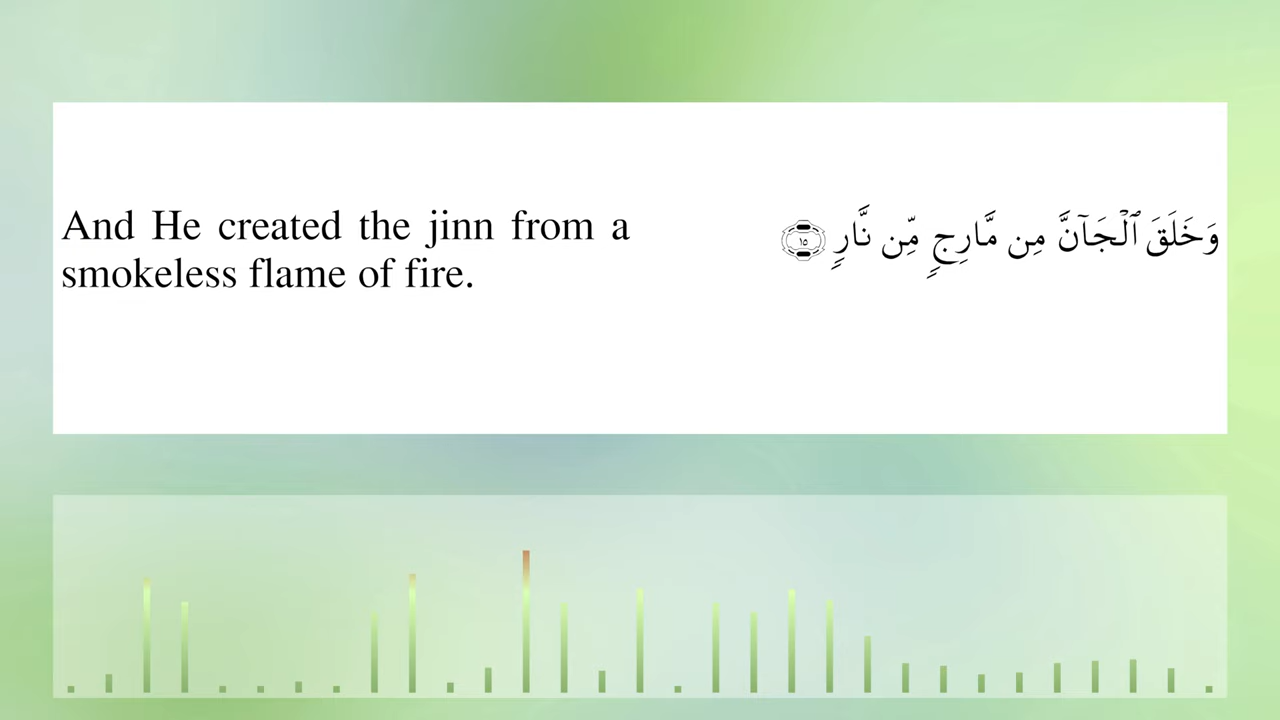 And He created the jinn from a
smokeless flame of fire.
وَخَلَقَ ٱلْجَآنَّ مِن مَّارِجٍۢ مِّن نَّارٍۢ ١٥